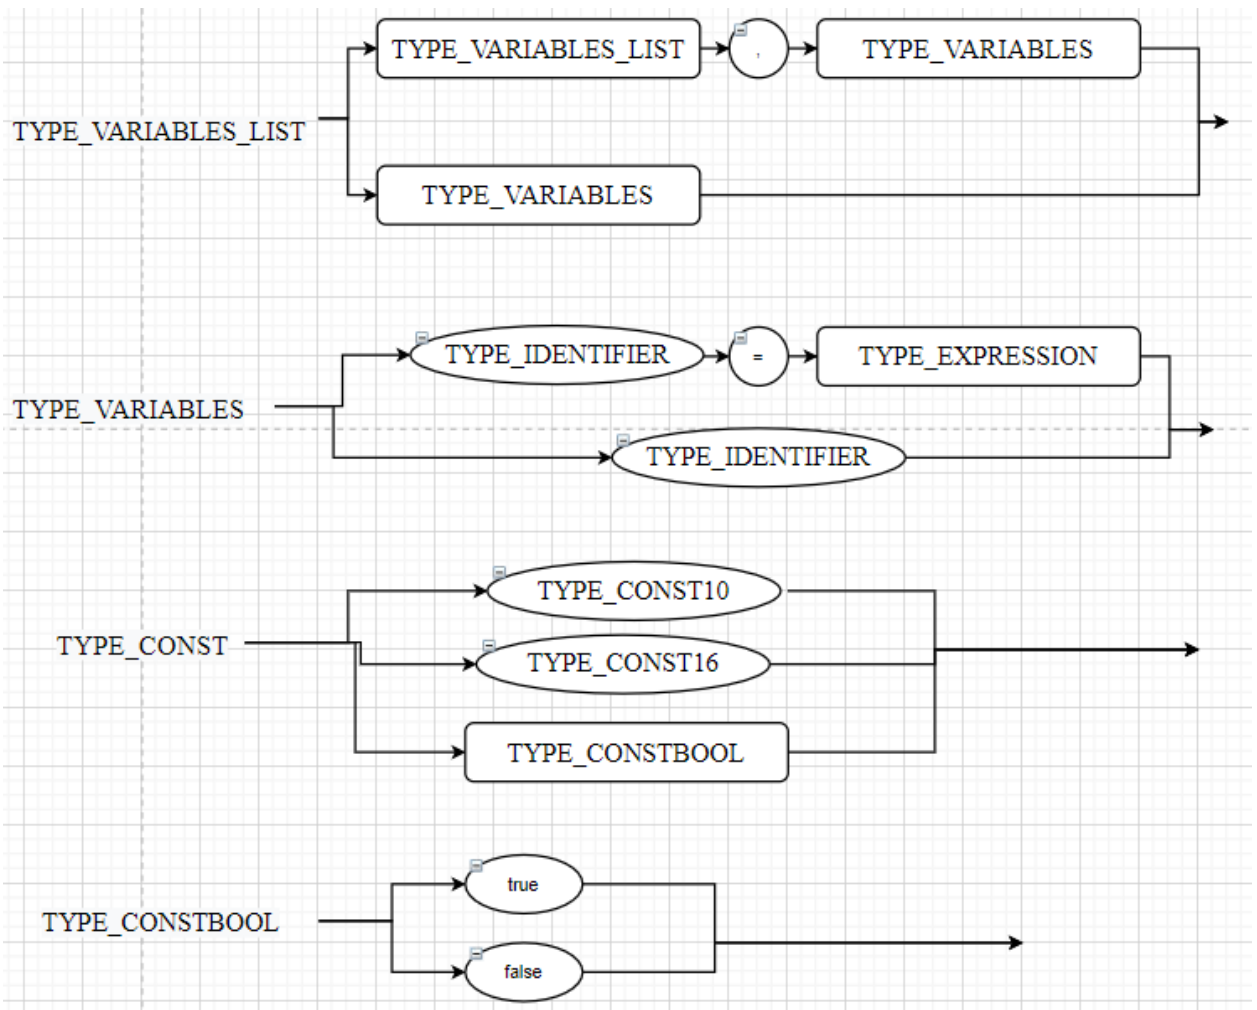 TYPE_VARIABLES_LIST , TYPE_VARIABLES
TYPE_VARIABLES_LIST
TYPE_VARIABLES
TYPE_IDENTIFIER = TYPE_EXPRESSION
TYPE_VARIABLES
TYPE_IDENTIFIER
TYPE_CONST10
TYPE_CONST
TYPE_CONST16
TYPE_CONSTBOOL
true
TYPE_CONSTBOOL
false